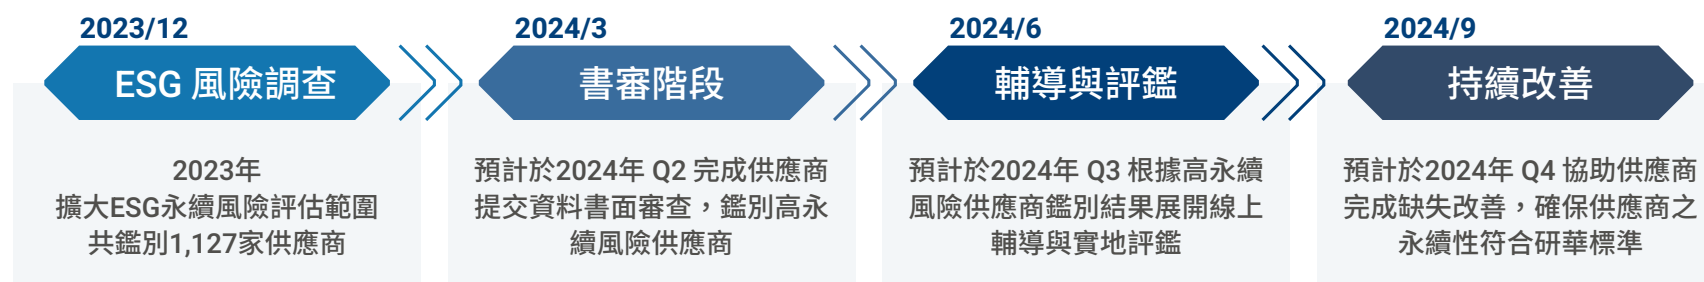 2023/12
ESG 風險調查
2023年
擴大ESG永續風險評估範圍
共鑑別1,127家供應商
2024/3
書審階段
預計於2024年 Q2 完成供應商
提交資料書面審查，鑑別高永
續風險供應商
2024/6
輔導與評鑑
預計於2024年 Q3 根據高永續
風險供應商鑑別結果展開線上
輔導與實地評鑑
2024/9
持續改善
預計於2024年 Q4 協助供應商
完成缺失改善，確保供應商之
永續性符合研華標準